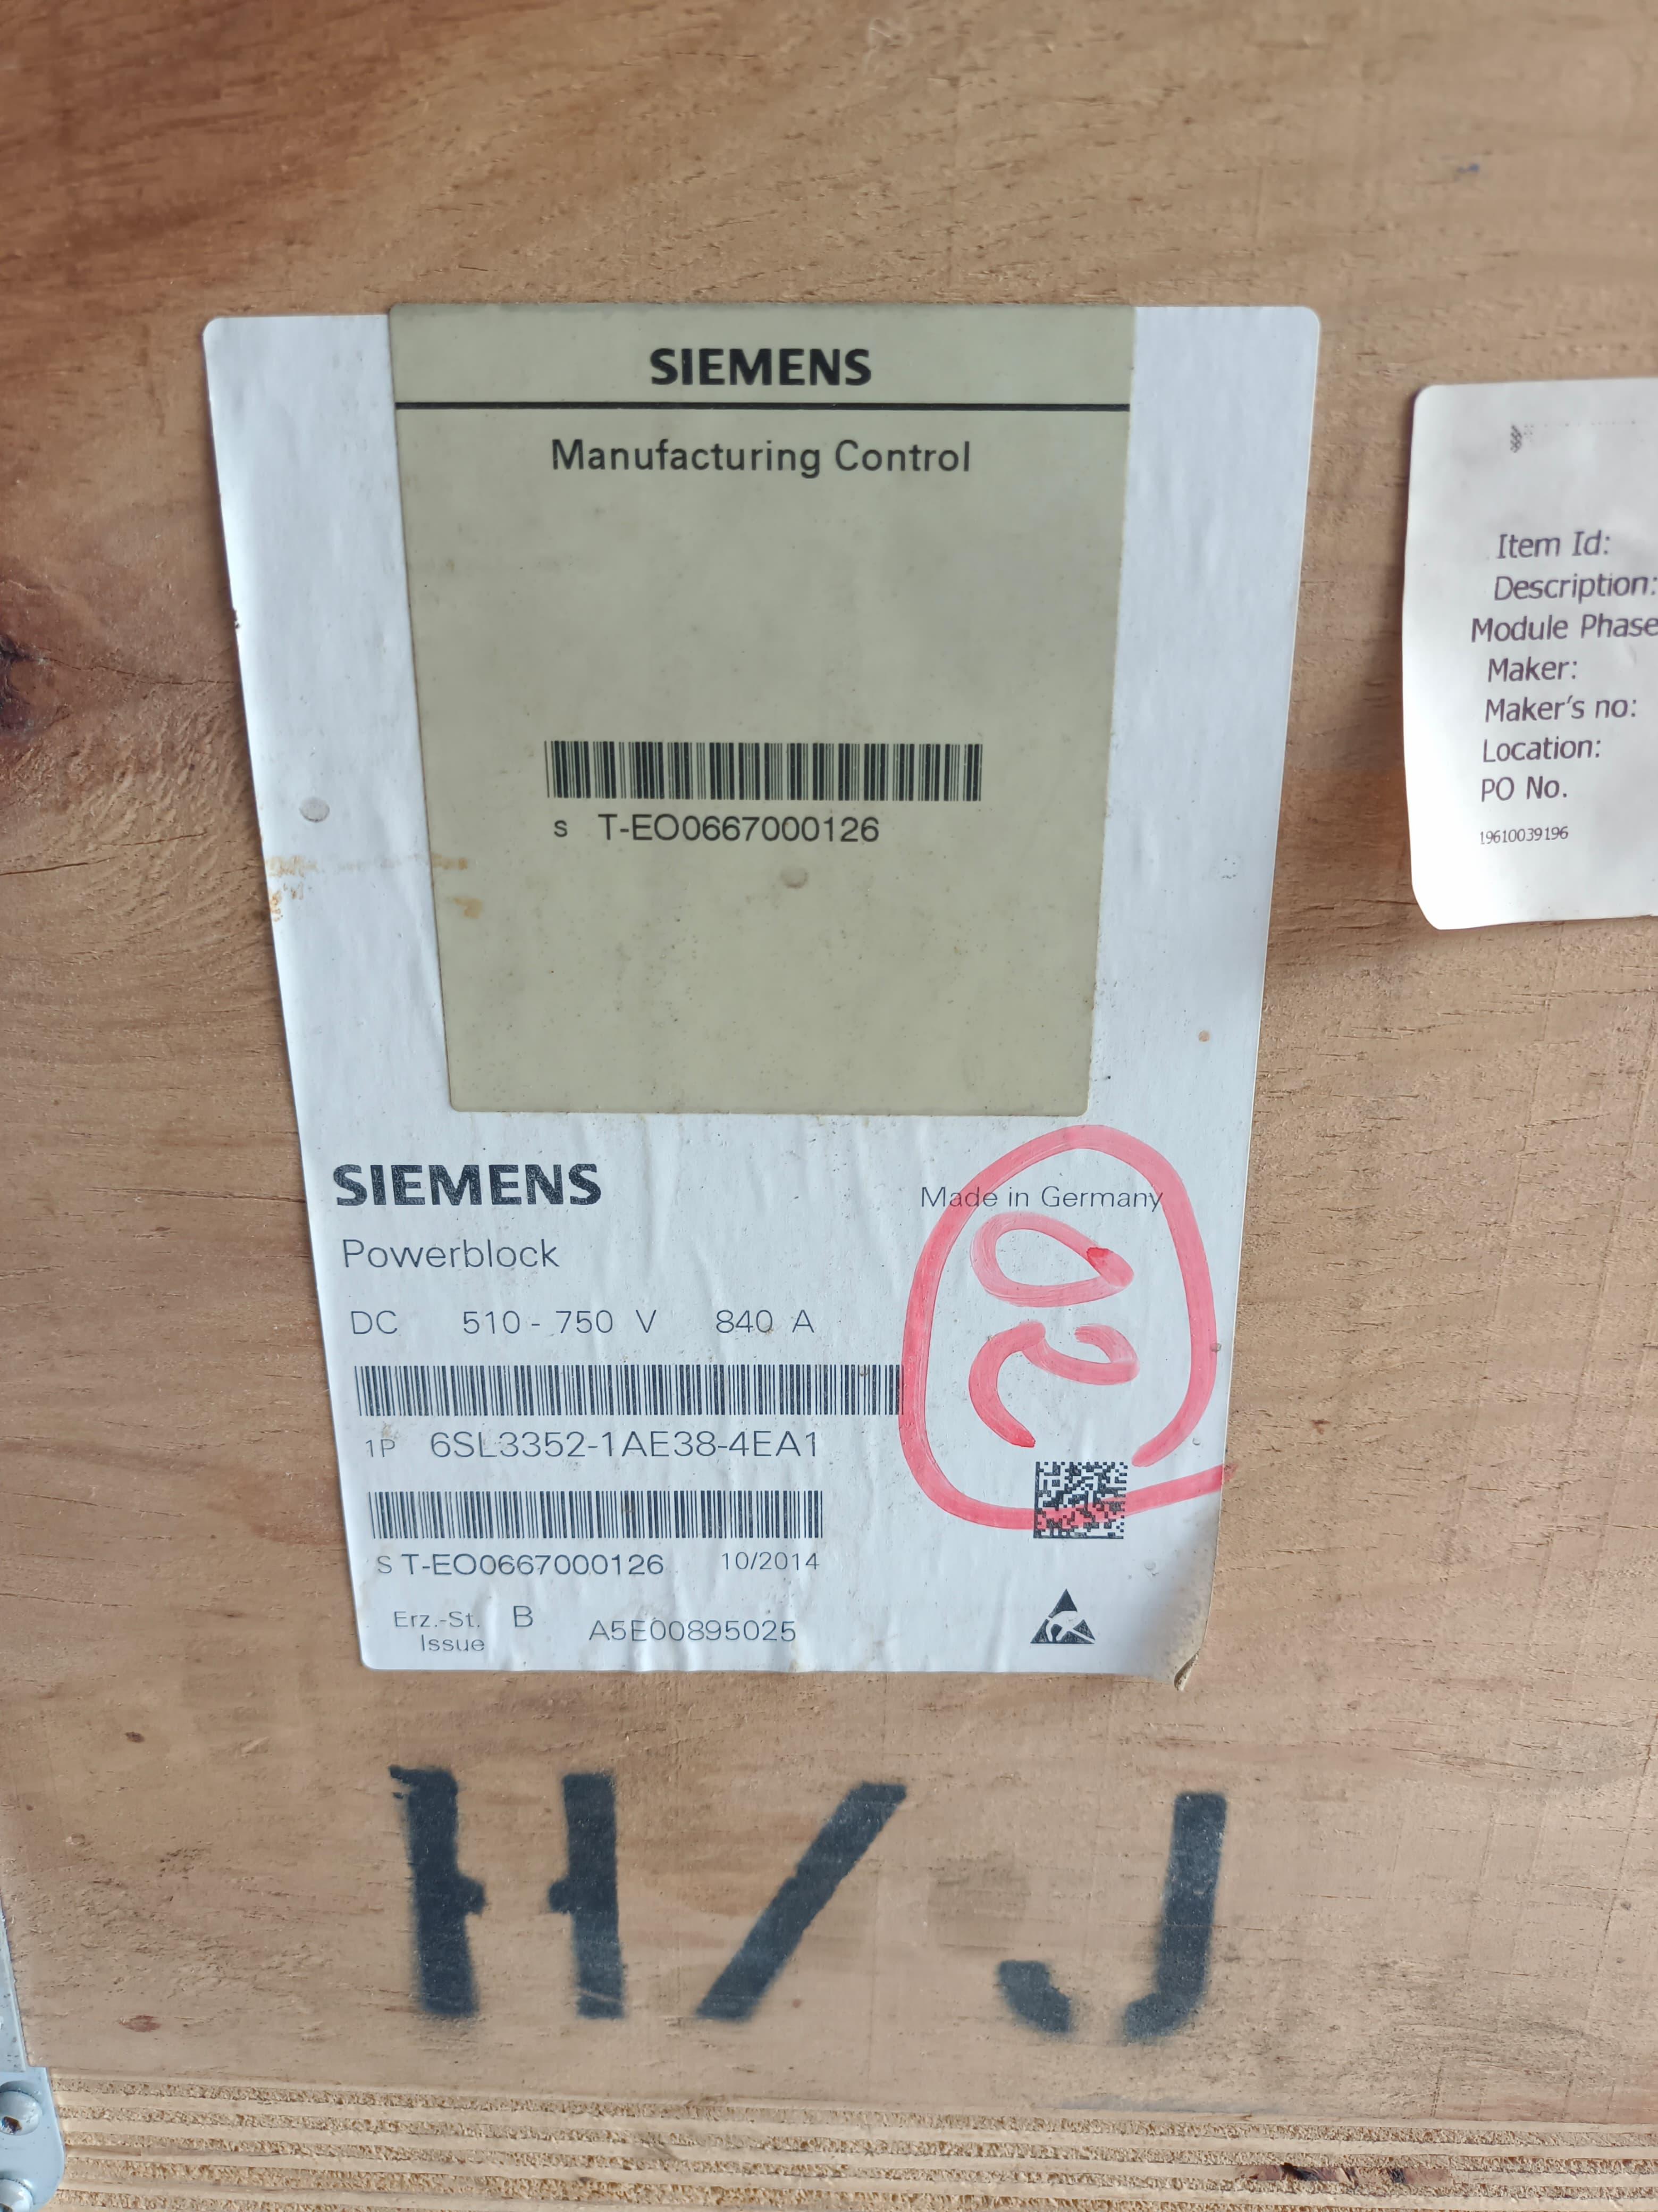 SIEMENS
Manufacturing Control
S T-EO0667000126
SIEMENS
Made in Germany
Powerblock
DC 510 - 750 V 840 A
1P 6SL3352-1AE38-4EA1
S T-EO0667000126 10/2014
Erz.-St. B A5E00895025
Issue
02
H/J
Item Id:
Description:
Module Phase
Maker:
Maker's no:
Location:
PO No.
19610039196